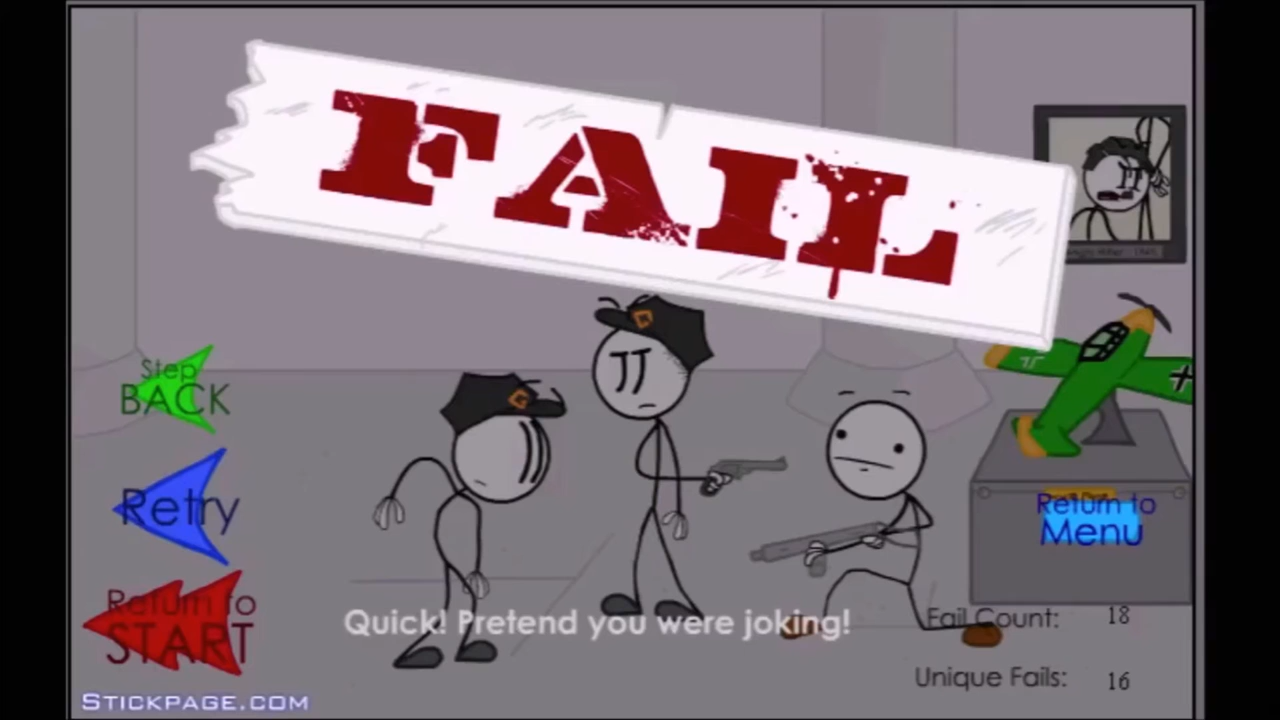 FAIL
Step
BACK
Retry
Return to
START
Return to
Menu
Quick! Pretend you were joking!
Fail Count: 18
Unique Fails: 16
STICKPAGE.COM